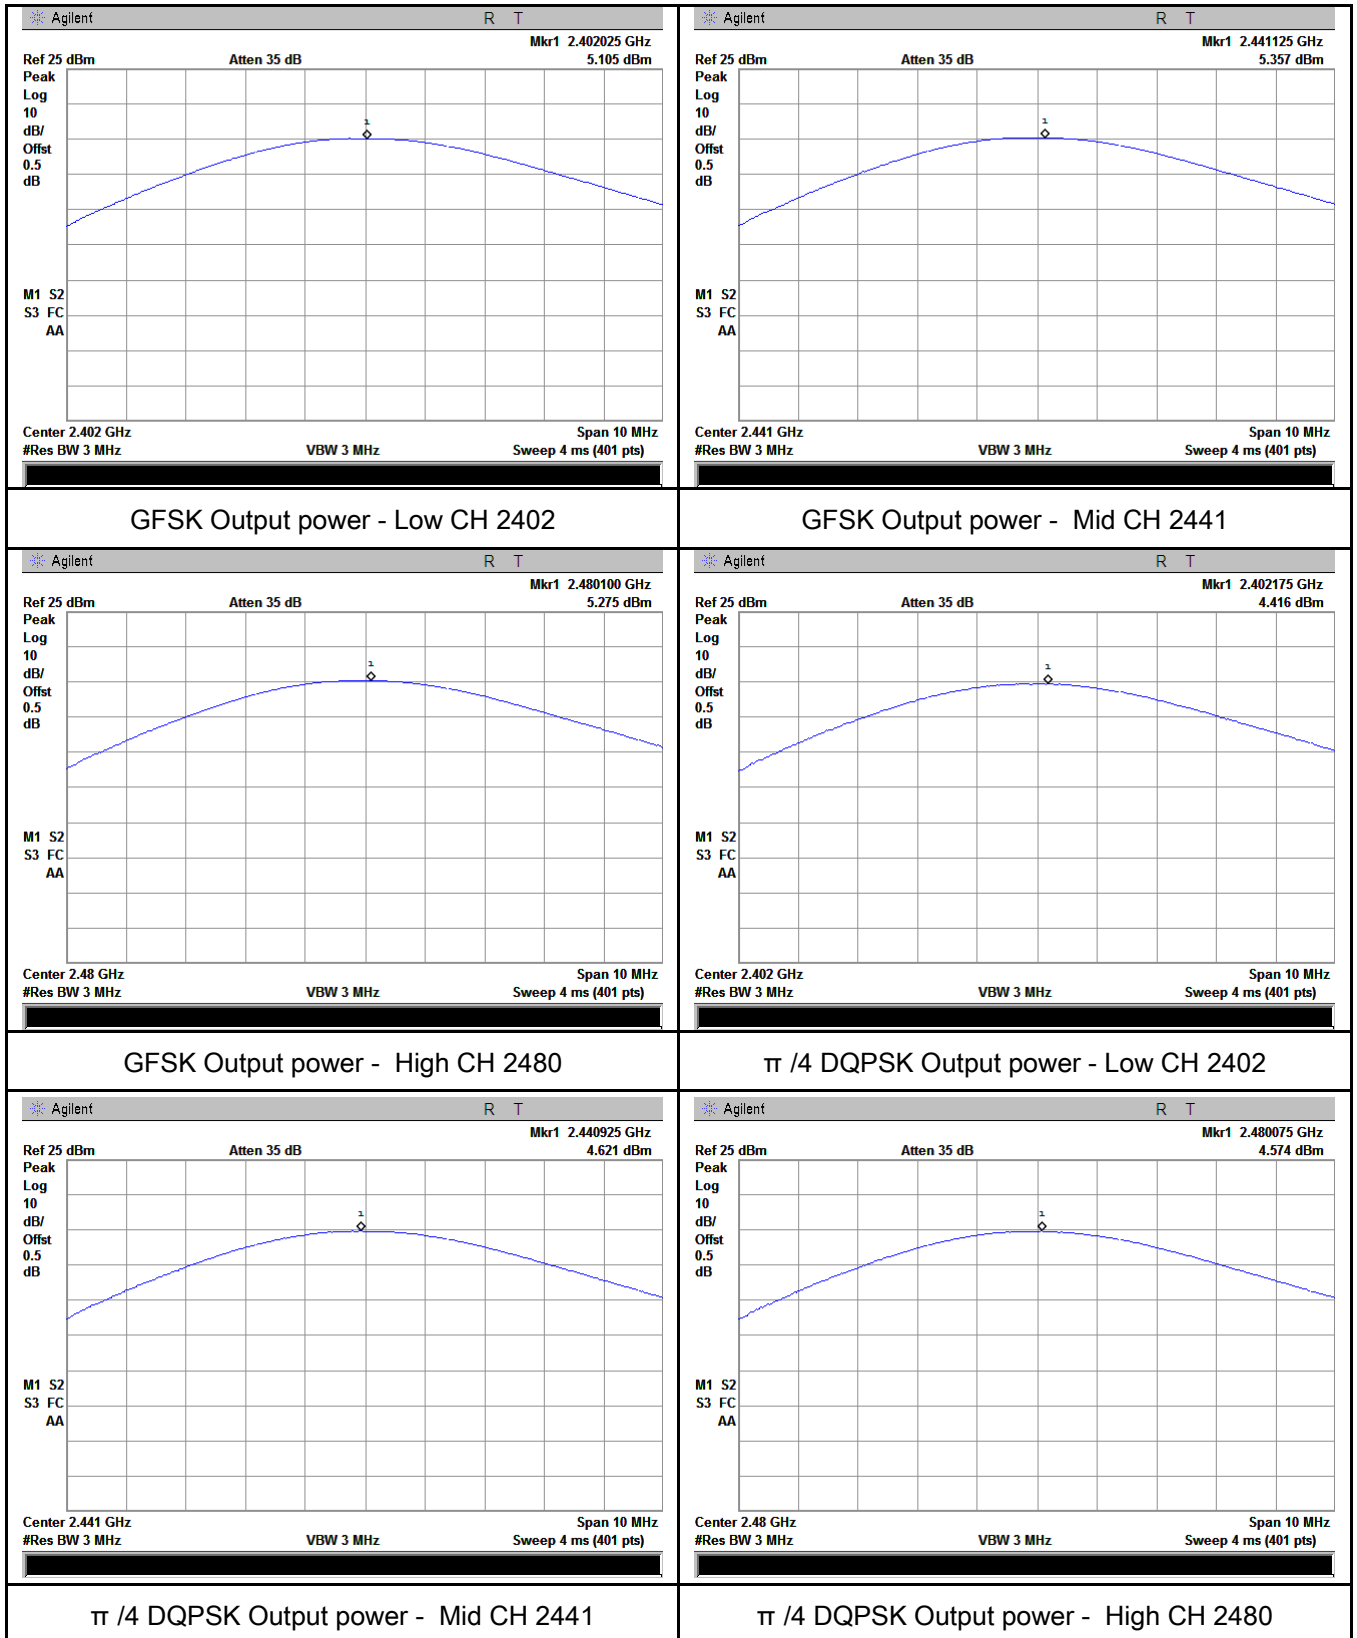 Agilent R T
Mkr1 2.402025 GHz
Ref 25 dBm Atten 35 dB 5.105 dBm
Peak
Log
10
dB/
Offst
0.5
dB
1
M1 S2
S3 FC
AA
Center 2.402 GHz Span 10 MHz
#Res BW 3 MHz VBW 3 MHz Sweep 4 ms (401 pts)
GFSK Output power - Low CH 2402
Agilent R T
Mkr1 2.441125 GHz
Ref 25 dBm Atten 35 dB 5.357 dBm
Peak
Log
10
dB/
Offst
0.5
dB
1
M1 S2
S3 FC
AA
Center 2.441 GHz Span 10 MHz
#Res BW 3 MHz VBW 3 MHz Sweep 4 ms (401 pts)
GFSK Output power - Mid CH 2441
Agilent R T
Mkr1 2.480100 GHz
Ref 25 dBm Atten 35 dB 5.275 dBm
Peak
Log
10
dB/
Offst
0.5
dB
1
M1 S2
S3 FC
AA
Center 2.48 GHz Span 10 MHz
#Res BW 3 MHz VBW 3 MHz Sweep 4 ms (401 pts)
GFSK Output power - High CH 2480
Agilent R T
Mkr1 2.402175 GHz
Ref 25 dBm Atten 35 dB 4.416 dBm
Peak
Log
10
dB/
Offst
0.5
dB
1
M1 S2
S3 FC
AA
Center 2.402 GHz Span 10 MHz
#Res BW 3 MHz VBW 3 MHz Sweep 4 ms (401 pts)
π /4 DQPSK Output power - Low CH 2402
Agilent R T
Mkr1 2.440925 GHz
Ref 25 dBm Atten 35 dB 4.621 dBm
Peak
Log
10
dB/
Offst
0.5
dB
1
M1 S2
S3 FC
AA
Center 2.441 GHz Span 10 MHz
#Res BW 3 MHz VBW 3 MHz Sweep 4 ms (401 pts)
π /4 DQPSK Output power - Mid CH 2441
Agilent R T
Mkr1 2.480075 GHz
Ref 25 dBm Atten 35 dB 4.574 dBm
Peak
Log
10
dB/
Offst
0.5
dB
1
M1 S2
S3 FC
AA
Center 2.48 GHz Span 10 MHz
#Res BW 3 MHz VBW 3 MHz Sweep 4 ms (401 pts)
π /4 DQPSK Output power - High CH 2480